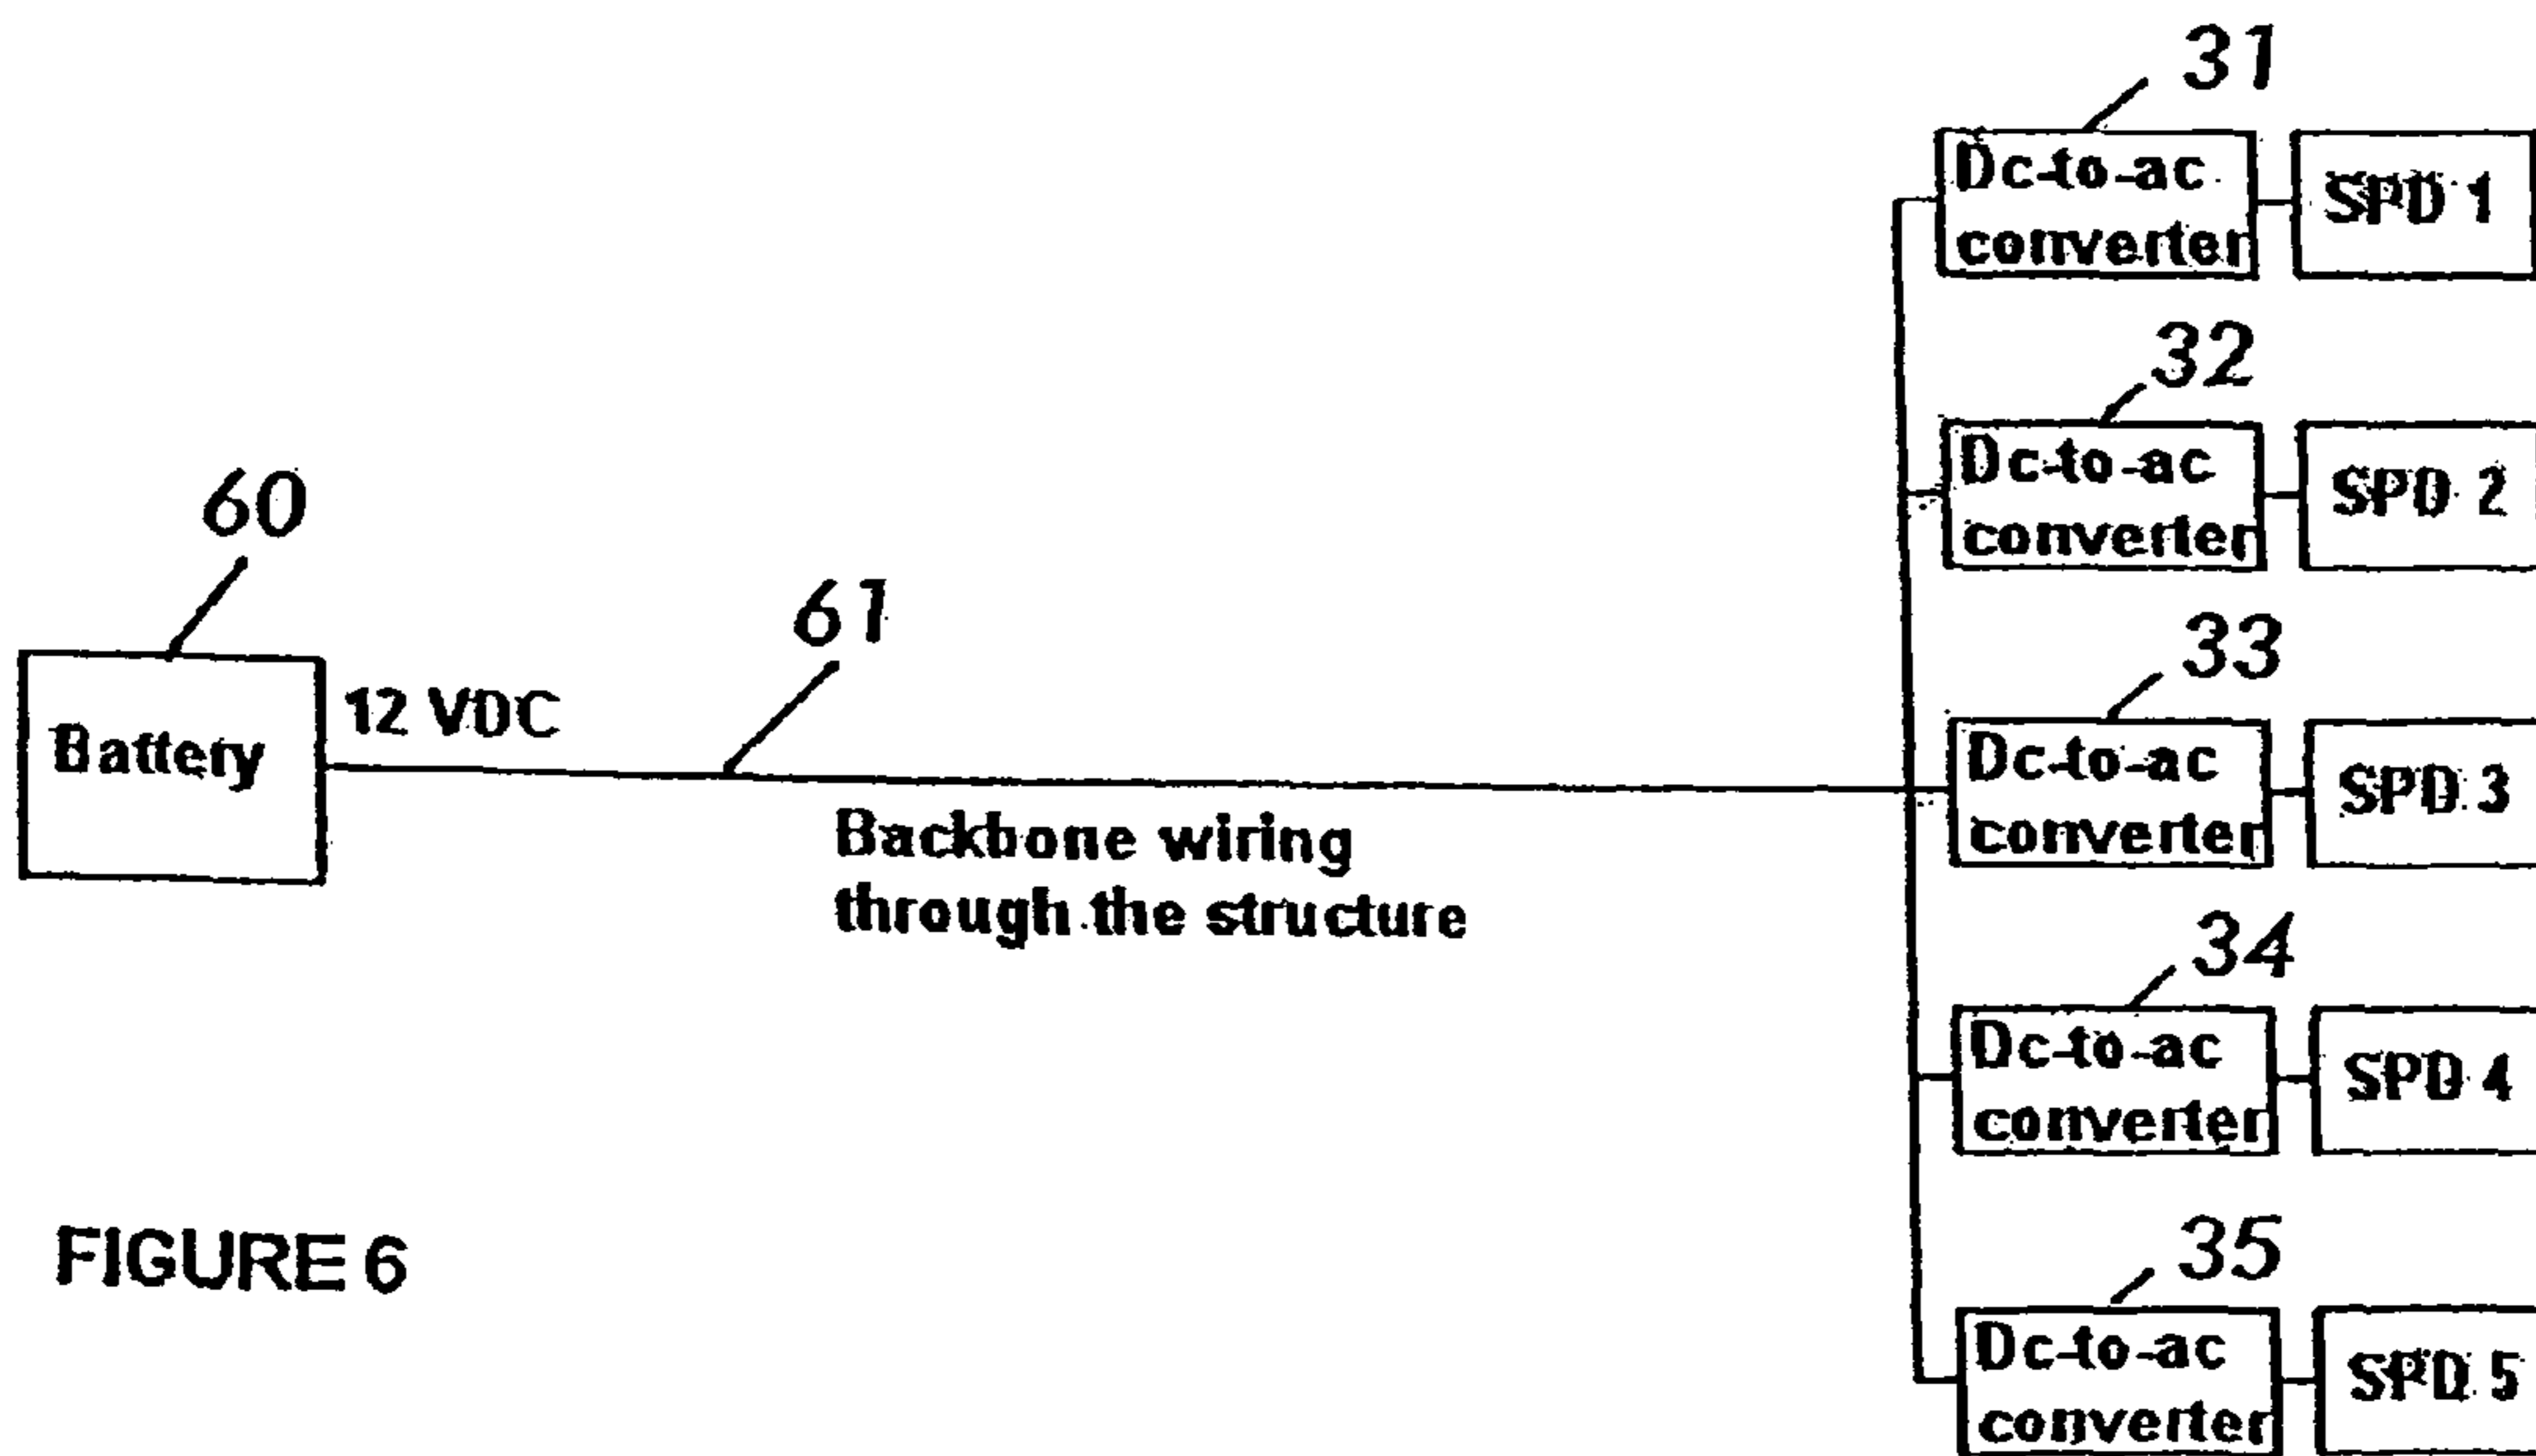 31
Dc-to-ac
converter
SPD 1
32
Dc-to-ac
converter
SPD 2
60
61
33
Battery
12 VDC
Dc-to-ac
converter
SPD 3
Backbone wiring
through the structure
34
Dc-to-ac
converter
SPD 4
FIGURE 6
35
Dc-to-ac
converter
SPD 5